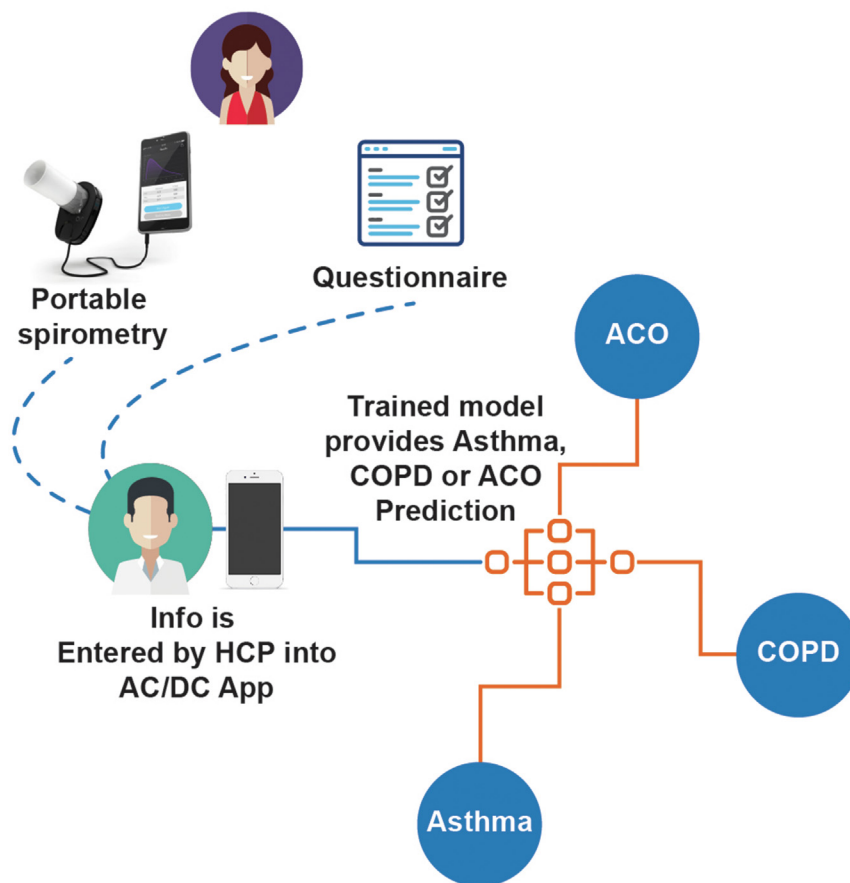 Portable
spirometry
Questionnaire
ACO
Trained model
provides Asthma,
COPD or ACO
Prediction
Info is
Entered by HCP into
AC/DC App
COPD
Asthma